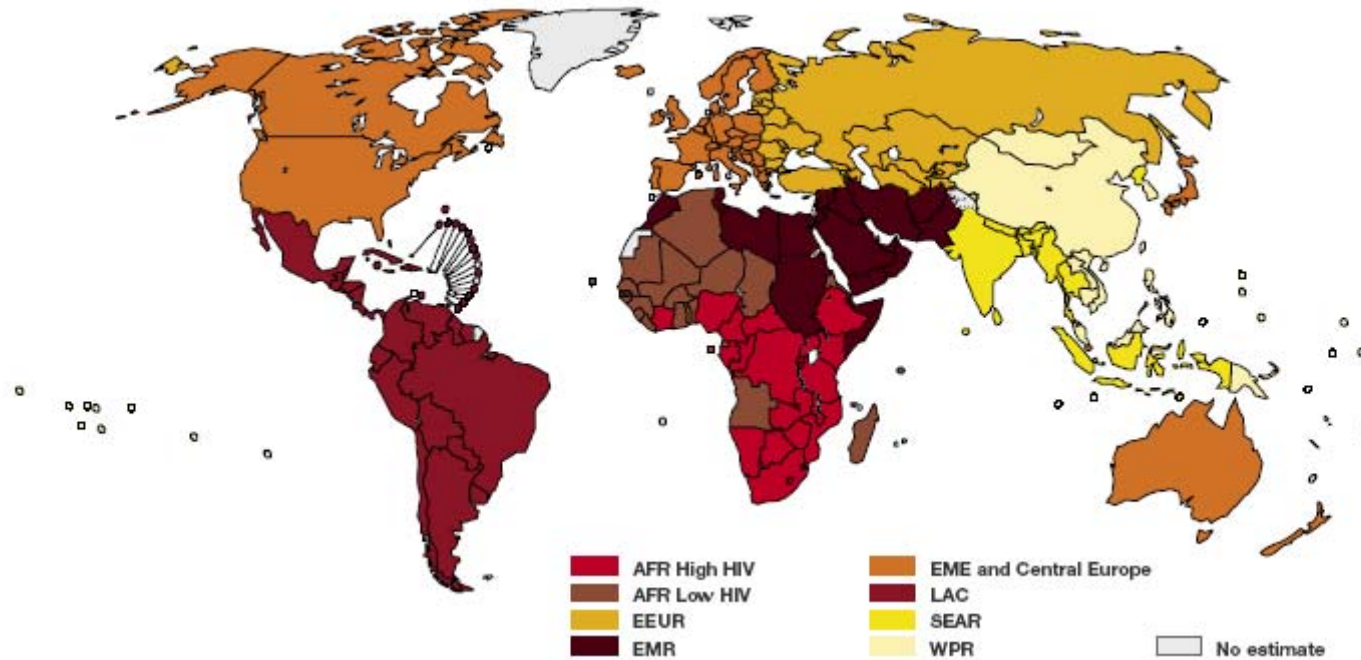 AFR High HIV
AFR Low HIV
EEUR
EMR
EME and Central Europe
LAC
SEAR
WPR
No estimate